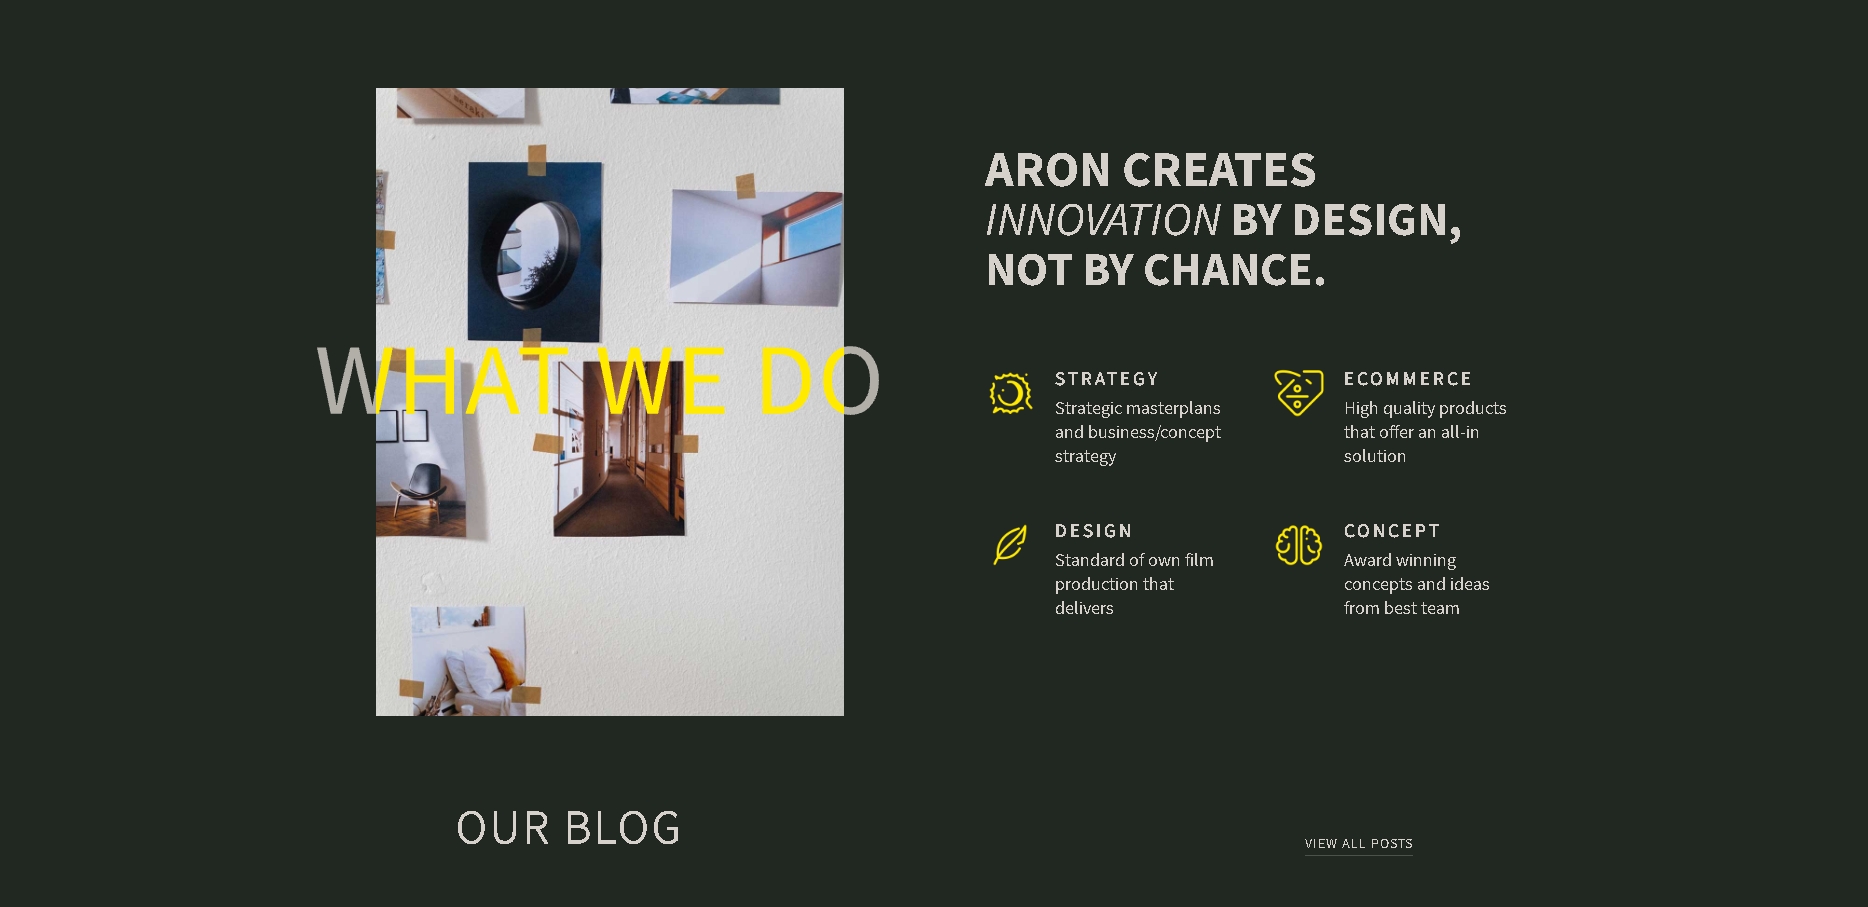 WHAT WE DO
ARON CREATES
INNOVATION BY DESIGN,
NOT BY CHANCE.
STRATEGY
Strategic masterplans
and business/concept
strategy
ECOMMERCE
High quality products
that offer an all-in
solution
DESIGN
Standard of own film
production that
delivers
CONCEPT
Award winning
concepts and ideas
from best team
OUR BLOG
VIEW ALL POSTS